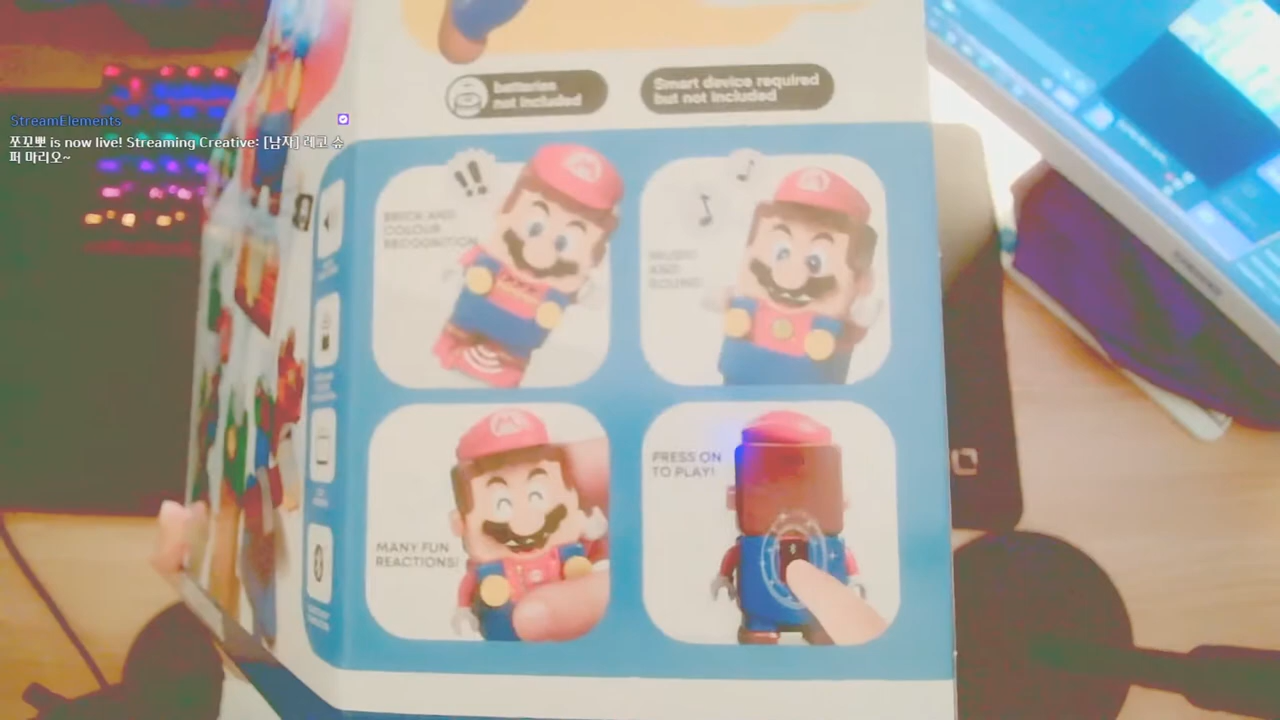 batteries
not included
Smart device required
but not included
StreamElements
쪼꼬뽀 is now live! Streaming Creative: [남자] 레고 슈
퍼 마리오~
!!
BRICK AND
COLOUR
RECOGNITION
MUSIC
AND
SOUND
MANY FUN
REACTIONS!
PRESS ON
TO PLAY!